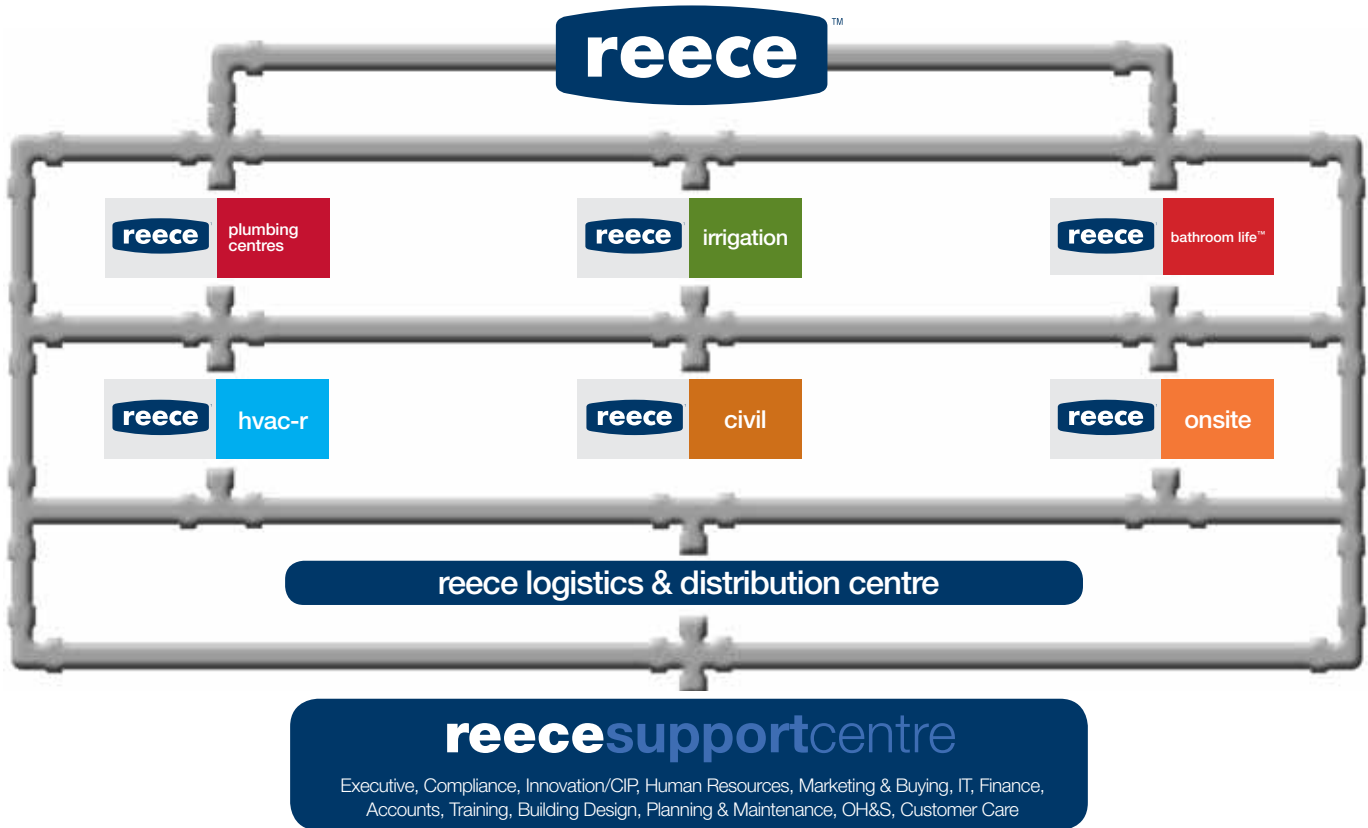 reece TM
reece plumbing
centres
reece irrigation
reece bathroom life™
reece hvac-r
reece civil
reece onsite
reece logistics & distribution centre
reecesupportcentre
Executive, Compliance, Innovation/CIP, Human Resources, Marketing & Buying, IT, Finance,
Accounts, Training, Building Design, Planning & Maintenance, OH&S, Customer Care